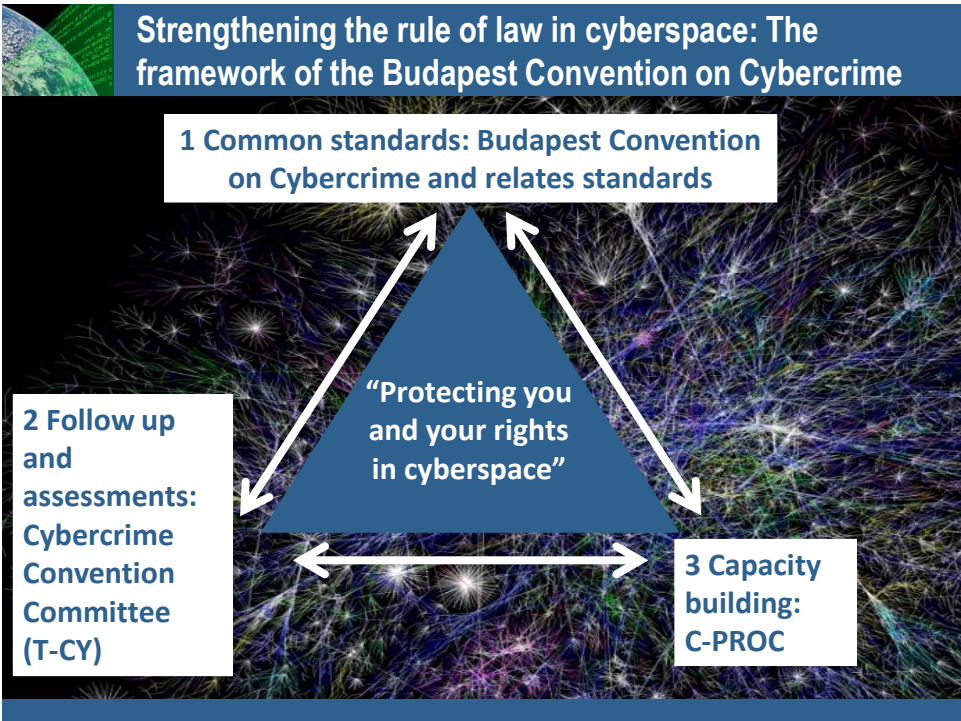 Strengthening the rule of law in cyberspace: The
framework of the Budapest Convention on Cybercrime
1 Common standards: Budapest Convention
on Cybercrime and relates standards
“Protecting you
and your rights
in cyberspace”
2 Follow up
and
assessments:
Cybercrime
Convention
Committee
(T-CY)
3 Capacity
building:
C-PROC